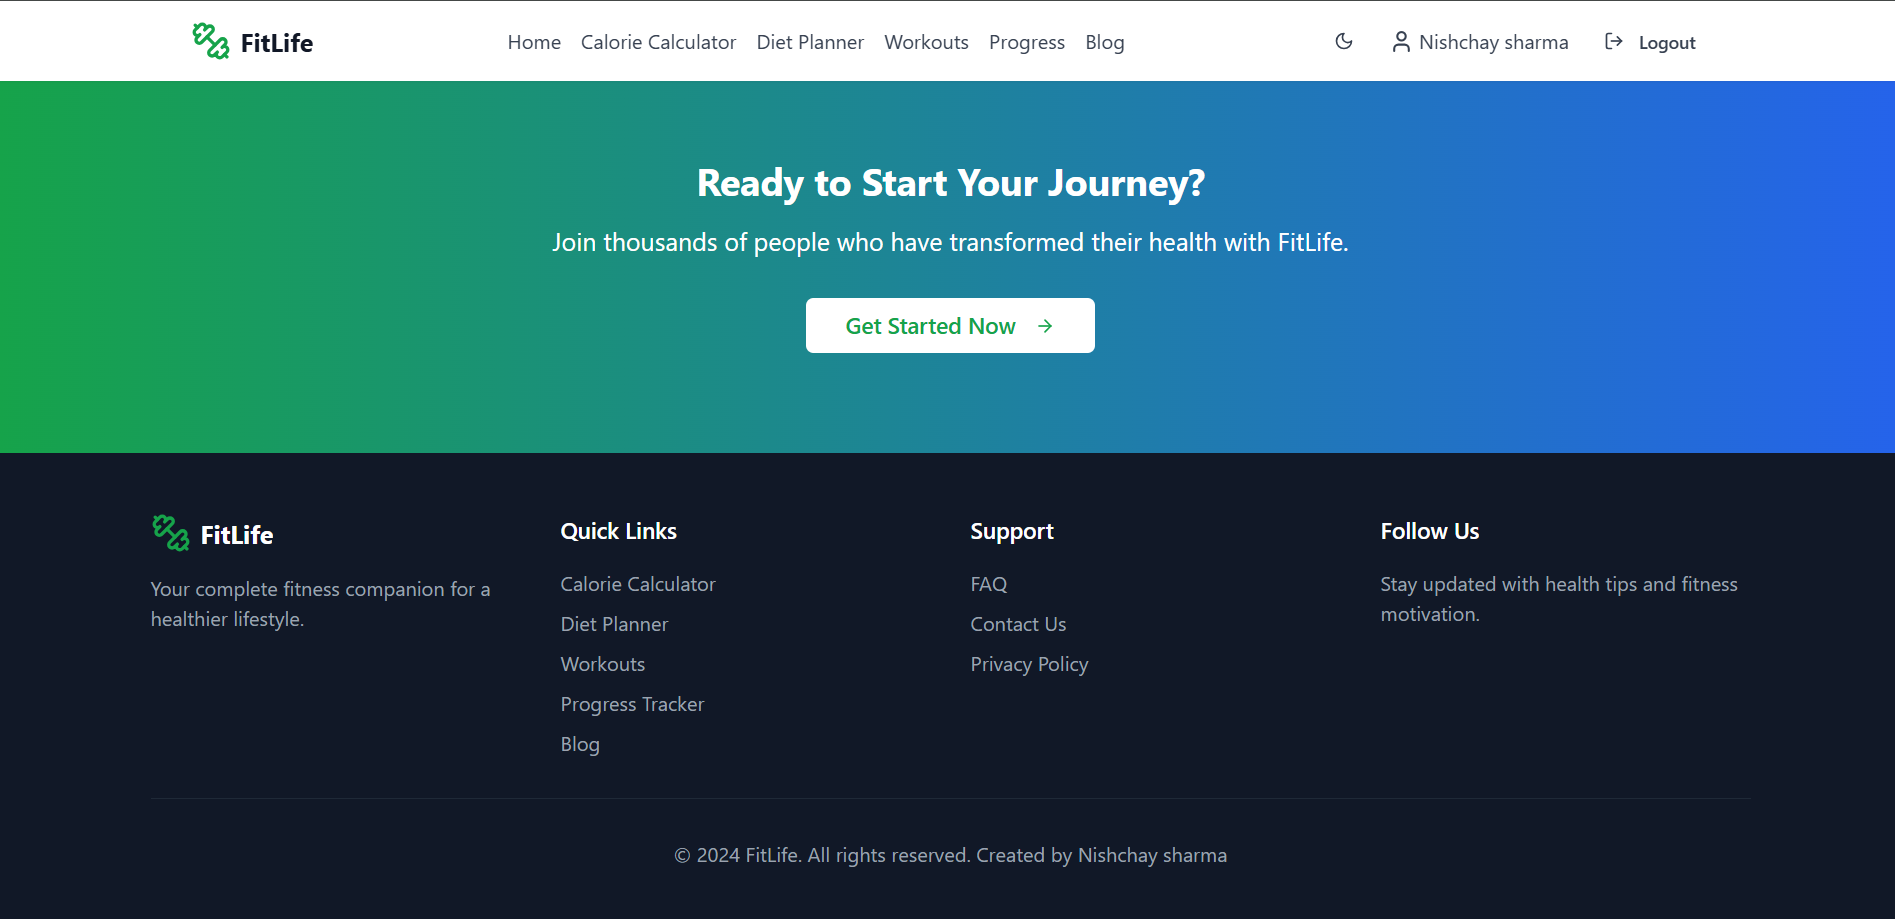 FitLife
Home Calorie Calculator Diet Planner Workouts Progress Blog
Nishchay sharma
Logout
Ready to Start Your Journey?
Join thousands of people who have transformed their health with FitLife.
Get Started Now
FitLife
Your complete fitness companion for a
healthier lifestyle.
Quick Links
Calorie Calculator
Diet Planner
Workouts
Progress Tracker
Blog
Support
FAQ
Contact Us
Privacy Policy
Follow Us
Stay updated with health tips and fitness
motivation.
© 2024 FitLife. All rights reserved. Created by Nishchay sharma